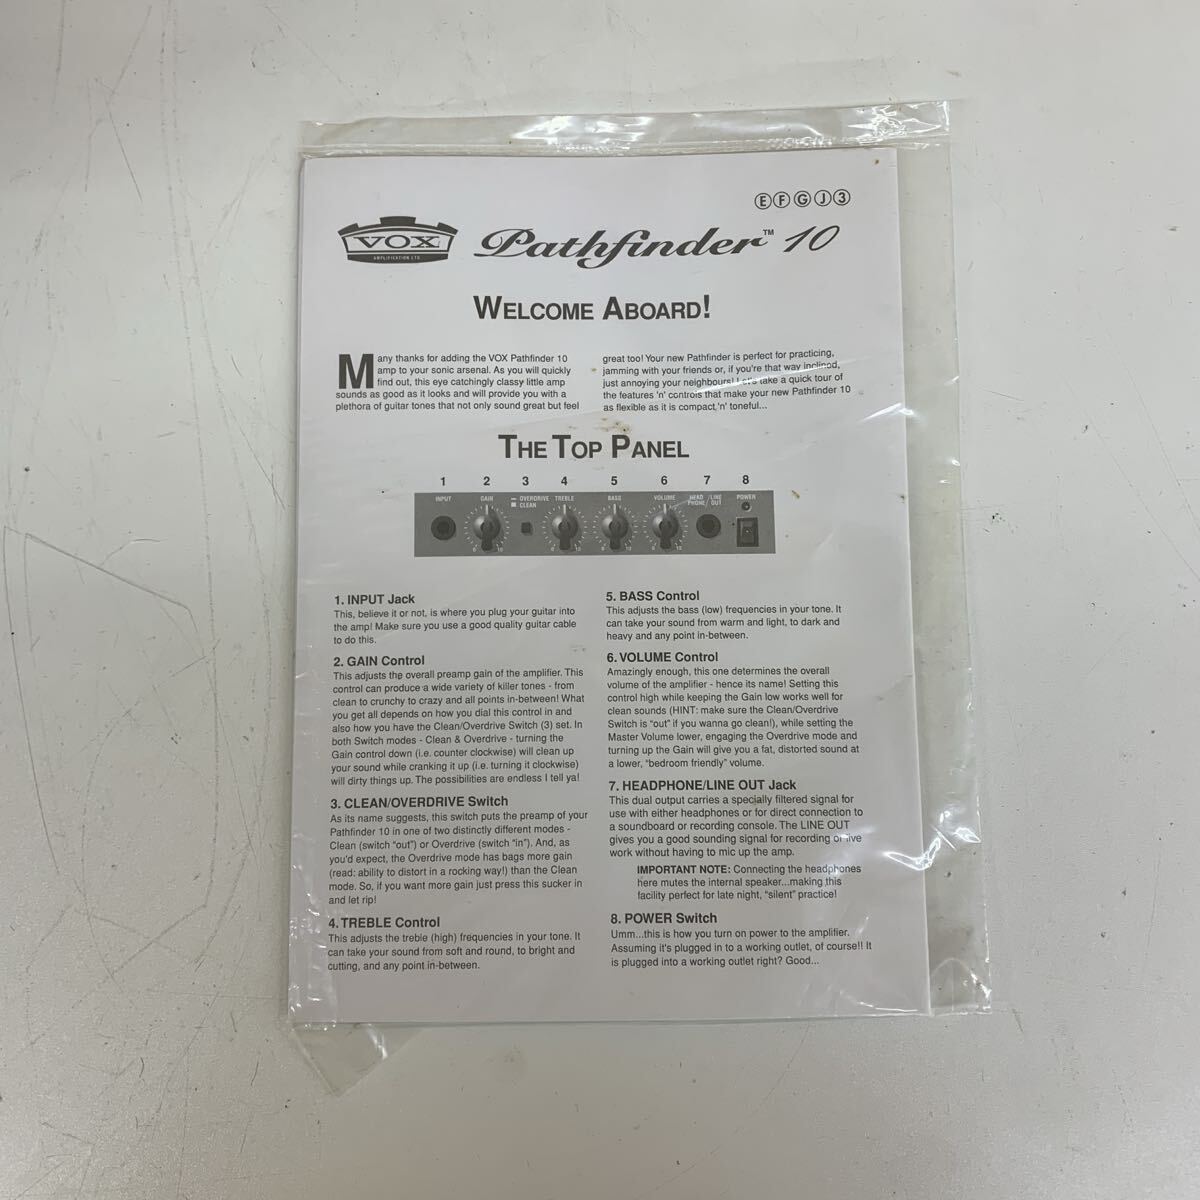 ⒺⒻⒼⒿ③
VOX
AMPLIFICATION LTD
Pathfinder™ 10
WELCOME ABOARD!
Many thanks for adding the VOX Pathfinder 10
amp to your sonic arsenal. As you will quickly
find out, this eye catchingly classy little amp
sounds as good as it looks and will provide you with a
plethora of guitar tones that not only sound great but feel
great too! Your new Pathfinder is perfect for practicing,
jamming with your friends or, if you're that way inclined,
just annoying your neighbours! Let's take a quick tour of
the features 'n' controls that make your new Pathfinder 10
as flexible as it is compact 'n' toneful...
THE TOP PANEL
1 2 3 4 5 6 7 8
INPUT GAIN OVERDRIVE TREBLE BASS VOLUME HEAD /LINE POWER
CLEAN PHONE/ OUT
0 10 0 10 0 10 0 10
1. INPUT Jack
This, believe it or not, is where you plug your guitar into
the amp! Make sure you use a good quality guitar cable
to do this.
2. GAIN Control
This adjusts the overall preamp gain of the amplifier. This
control can produce a wide variety of killer tones - from
clean to crunchy to crazy and all points in-between! What
you get all depends on how you dial this control in and
also how you have the Clean/Overdrive Switch (3) set. In
both Switch modes - Clean & Overdrive - turning the
Gain control down (i.e. counter clockwise) will clean up
your sound while cranking it up (i.e. turning it clockwise)
will dirty things up. The possibilities are endless I tell ya!
3. CLEAN/OVERDRIVE Switch
As its name suggests, this switch puts the preamp of your
Pathfinder 10 in one of two distinctly different modes -
Clean (switch "out") or Overdrive (switch "in"). And, as
you'd expect, the Overdrive mode has bags more gain
(read: ability to distort in a rocking way!) than the Clean
mode. So, if you want more gain just press this sucker in
and let rip!
4. TREBLE Control
This adjusts the treble (high) frequencies in your tone. It
can take your sound from soft and round, to bright and
cutting, and any point in-between.
5. BASS Control
This adjusts the bass (low) frequencies in your tone. It
can take your sound from warm and light, to dark and
heavy and any point in-between.
6. VOLUME Control
Amazingly enough, this one determines the overall
volume of the amplifier - hence its name! Setting this
control high while keeping the Gain low works well for
clean sounds (HINT: make sure the Clean/Overdrive
Switch is "out" if you wanna go clean!), while setting the
Master Volume lower, engaging the Overdrive mode and
turning up the Gain will give you a fat, distorted sound at
a lower, "bedroom friendly" volume.
7. HEADPHONE/LINE OUT Jack
This dual output carries a specially filtered signal for
use with either headphones or for direct connection to
a soundboard or recording console. The LINE OUT
gives you a good sounding signal for recording or live
work without having to mic up the amp.
IMPORTANT NOTE: Connecting the headphones
here mutes the internal speaker...making this
facility perfect for late night, "silent" practice!
8. POWER Switch
Umm...this is how you turn on power to the amplifier.
Assuming it's plugged in to a working outlet, of course!! It
is plugged into a working outlet right? Good...